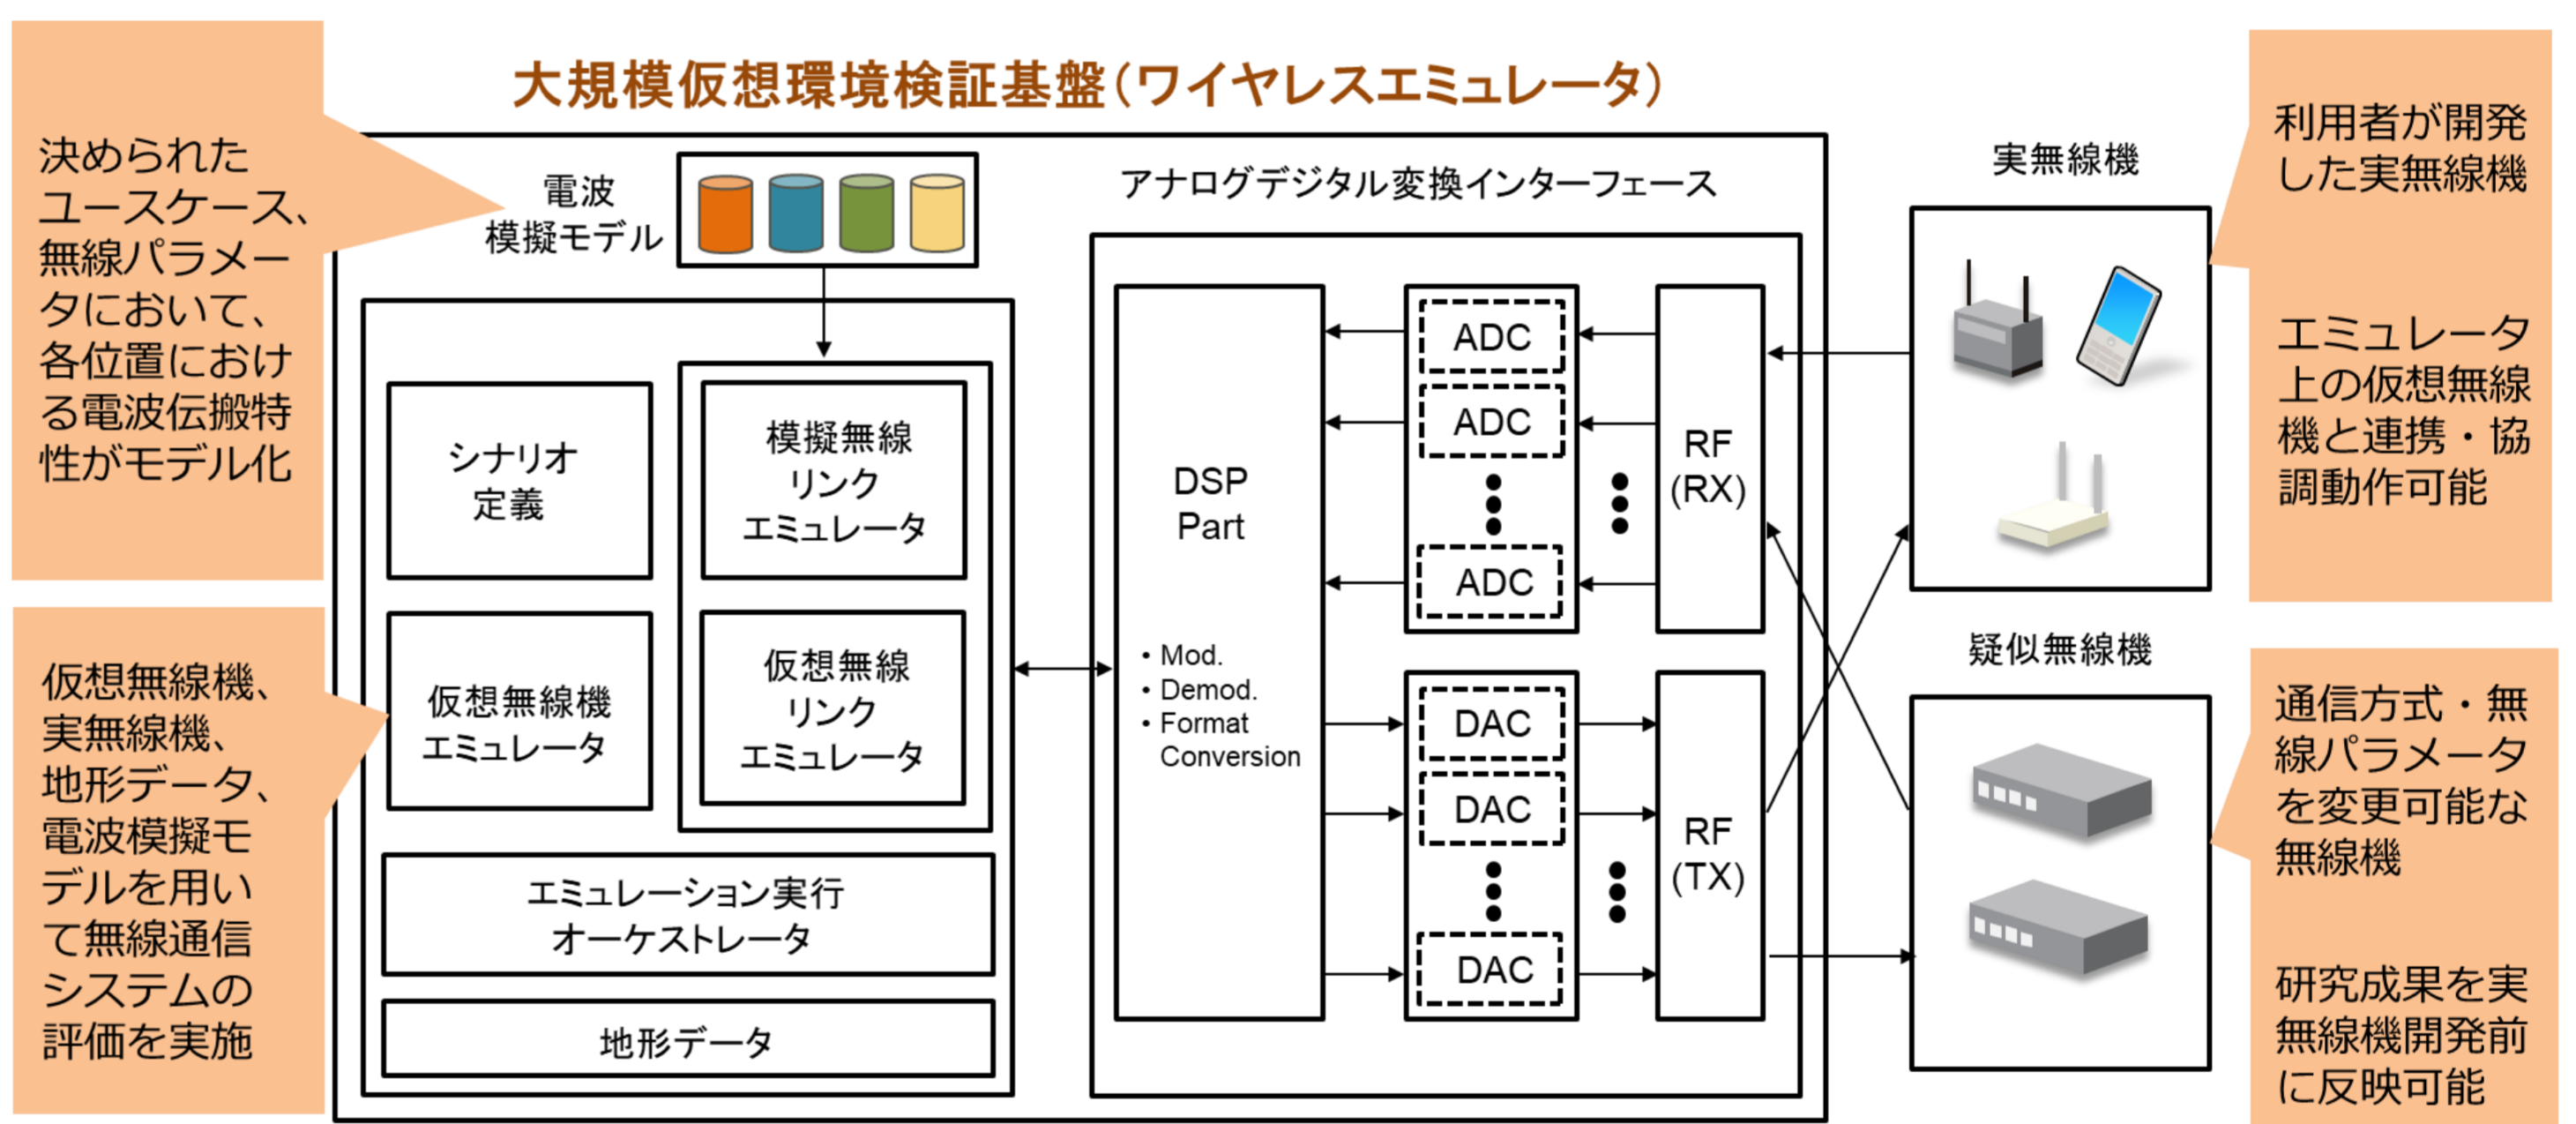 大規模仮想環境検証基盤（ワイヤレスエミュレータ）
決められた
ユースケース、
無線パラメー
タにおいて、
各位置におけ
る電波伝搬特
性がモデル化
仮想無線機、
実無線機、
地形データ、
電波模擬モ
デルを用い
て無線通信
システムの
評価を実施
電波
模擬モデル
シナリオ
定義
模擬無線
リンク
エミュレータ
仮想無線機
エミュレータ
仮想無線
リンク
エミュレータ
エミュレーション実行
オーケストレータ
地形データ
アナログデジタル変換インターフェース
DSP
Part
・Mod.
・Demod.
・Format
Conversion
ADC
ADC
ADC
DAC
DAC
DAC
RF
(RX)
RF
(TX)
実無線機
疑似無線機
利用者が開発
した実無線機
エミュレータ
上の仮想無線
機と連携・協
調動作可能
通信方式・無
線パラメータ
を変更可能な
無線機
研究成果を実
無線機開発前
に反映可能